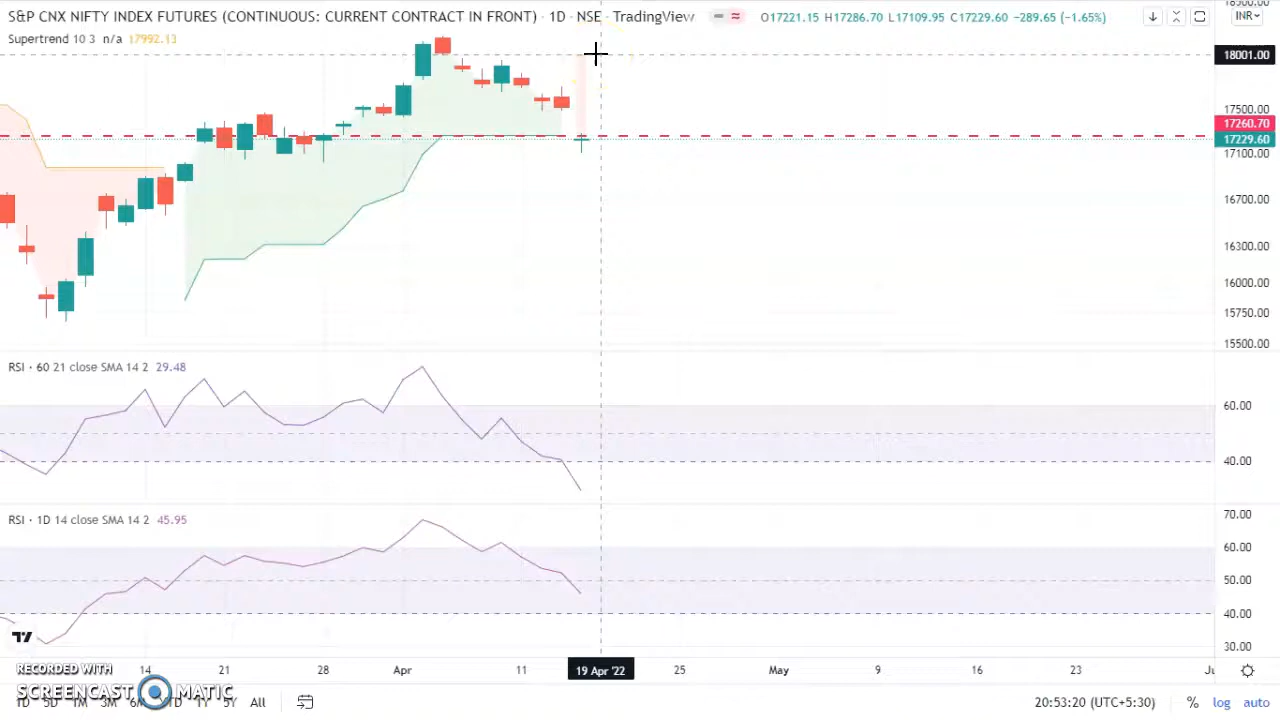 S&P CNX NIFTY INDEX FUTURES (CONTINUOUS: CURRENT CONTRACT IN FRONT) · 1D · NSE · TradingView O17221.15 H17286.70 L17109.95 C17229.60 −289.65 (−1.65%)
INR
Supertrend 10 3 n/a 17992.13
18001.00
17500.00
17260.70
17229.60
17100.00
16700.00
16300.00
16000.00
15750.00
15500.00
RSI · 60 21 close SMA 14 2 29.48
60.00
40.00
RSI · 1D 14 close SMA 14 2 45.95
70.00
60.00
50.00
40.00
30.00
14 21 28 Apr 11 19 Apr '22 25 May 9 16 23
RECORDED WITH
SCREENCAST MATIC
1D 5D 1M 3M 6M YTD 1Y 5Y All
20:53:20 (UTC+5:30) % log auto